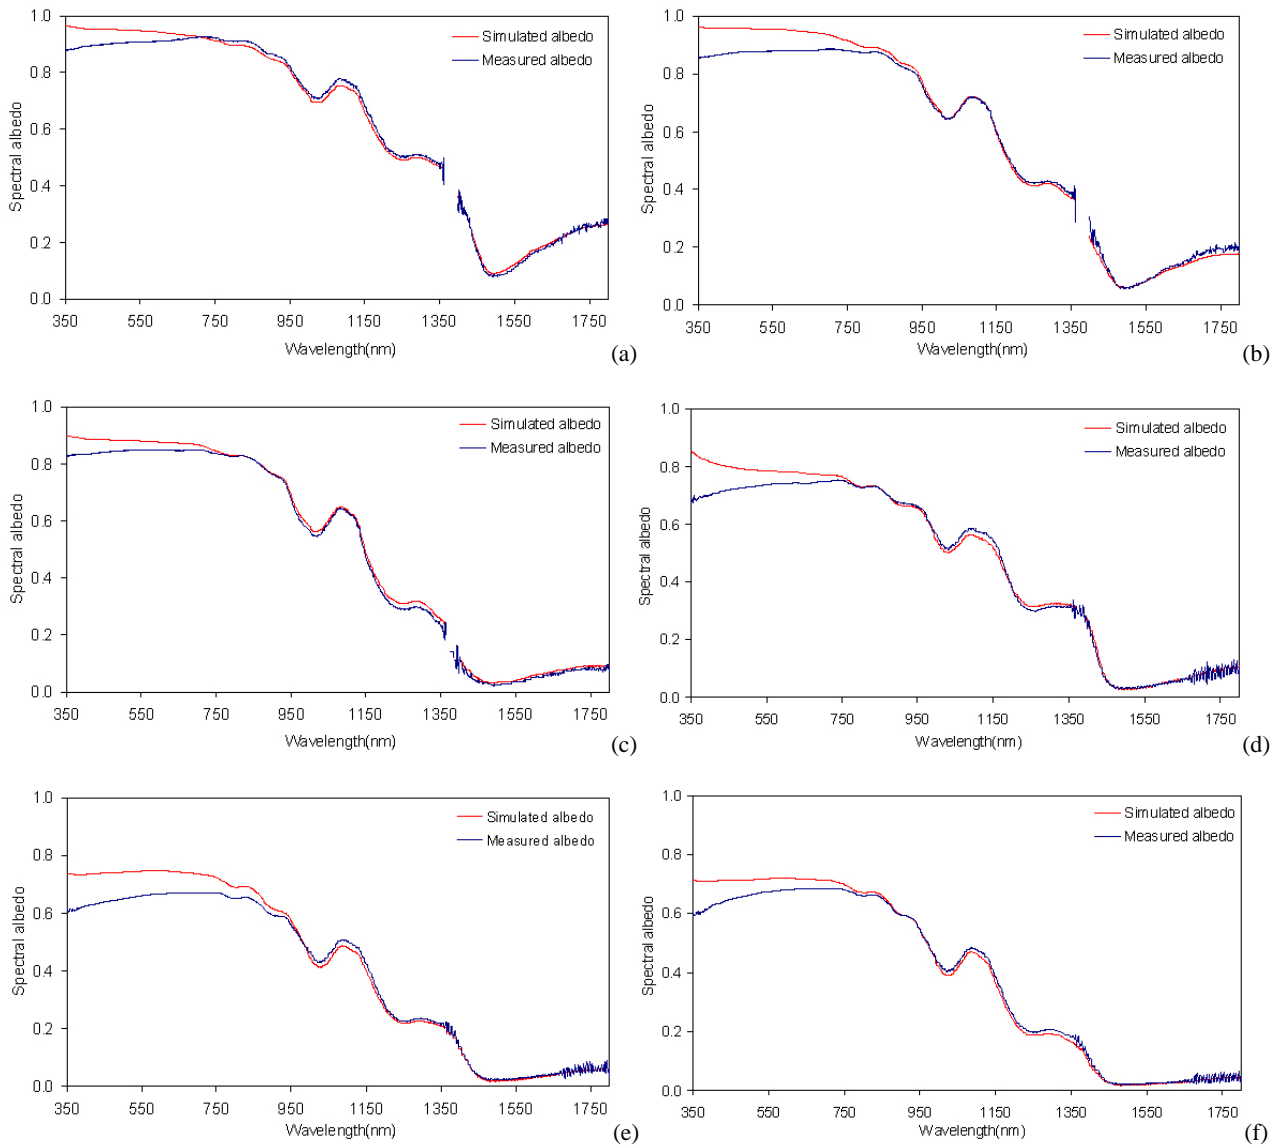 1.0
0.8
0.6
0.4
0.2
0.0
Spectral albedo
Simulated albedo
Measured albedo
350 550 750 950 1150 1350 1550 1750
Wavelength(nm)
(a)
1.0
0.8
0.6
0.4
0.2
0.0
Spectral albedo
Simulated albedo
Measured albedo
350 550 750 950 1150 1350 1550 1750
Wavelength(nm)
(b)
1.0
0.8
0.6
0.4
0.2
0.0
Spectral albedo
Simulated albedo
Measured albedo
350 550 750 950 1150 1350 1550 1750
Wavelength(nm)
(c)
1.0
0.8
0.6
0.4
0.2
0.0
Spectral albedo
Simulated albedo
Measured albedo
350 550 750 950 1150 1350 1550 1750
Wavelength(nm)
(d)
1.0
0.8
0.6
0.4
0.2
0.0
Spectral albedo
Simulated albedo
Measured albedo
350 550 750 950 1150 1350 1550 1750
Wavelength(nm)
(e)
1.0
0.8
0.6
0.4
0.2
0.0
Spectral albedo
Simulated albedo
Measured albedo
350 550 750 950 1150 1350 1550 1750
Wavelength(nm)
(f)